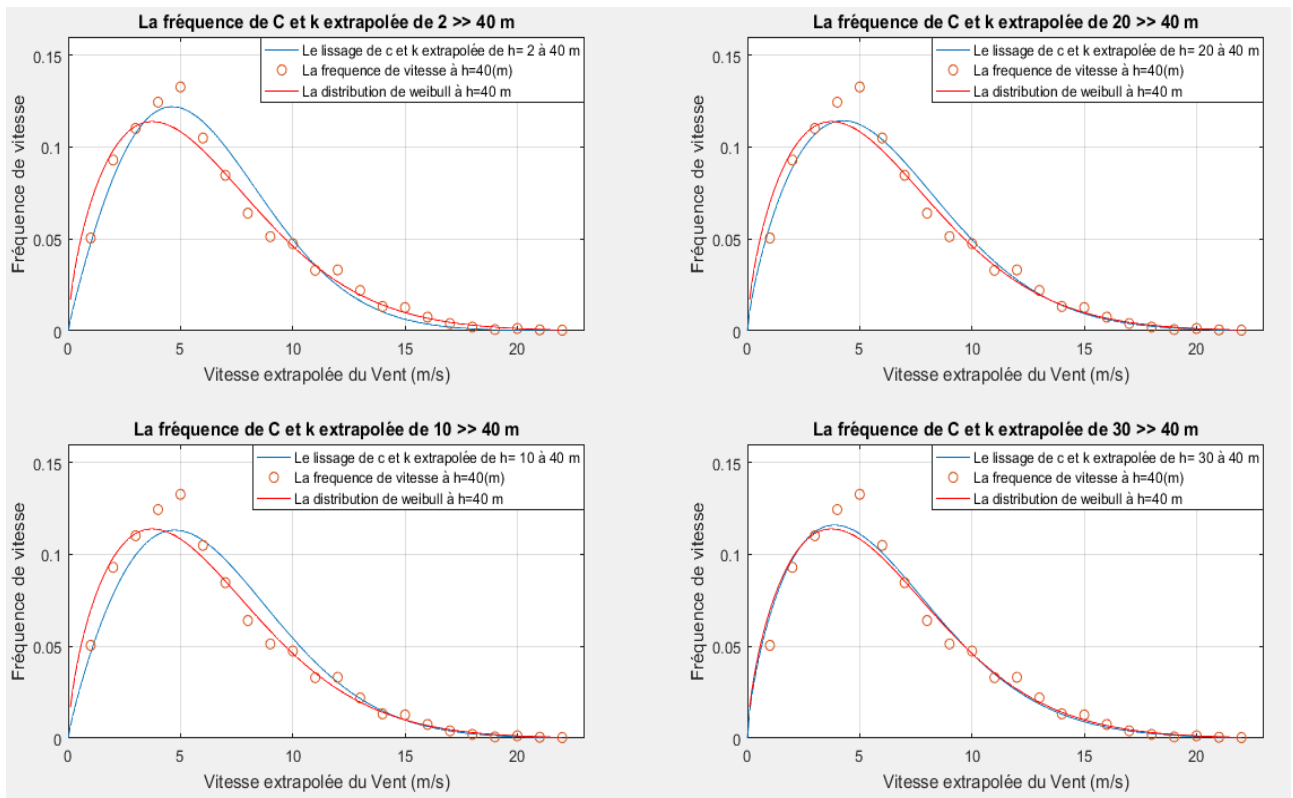 La fréquence de C et k extrapolée de 2 >> 40 m
Le lissage de c et k extrapolée de h= 2 à 40 m
La frequence de vitesse à h=40(m)
La distribution de weibull à h=40 m
0.15
0.1
0.05
0
Fréquence de vitesse
0 5 10 15 20
Vitesse extrapolée du Vent (m/s)
La fréquence de C et k extrapolée de 20 >> 40 m
Le lissage de c et k extrapolée de h= 20 à 40 m
La frequence de vitesse à h=40(m)
La distribution de weibull à h=40 m
0.15
0.1
0.05
0
Fréquence de vitesse
0 5 10 15 20
Vitesse extrapolée du Vent (m/s)
La fréquence de C et k extrapolée de 10 >> 40 m
Le lissage de c et k extrapolée de h= 10 à 40 m
La frequence de vitesse à h=40(m)
La distribution de weibull à h=40 m
0.15
0.1
0.05
0
Fréquence de vitesse
0 5 10 15 20
Vitesse extrapolée du Vent (m/s)
La fréquence de C et k extrapolée de 30 >> 40 m
Le lissage de c et k extrapolée de h= 30 à 40 m
La frequence de vitesse à h=40(m)
La distribution de weibull à h=40 m
0.15
0.1
0.05
0
Fréquence de vitesse
0 5 10 15 20
Vitesse extrapolée du Vent (m/s)